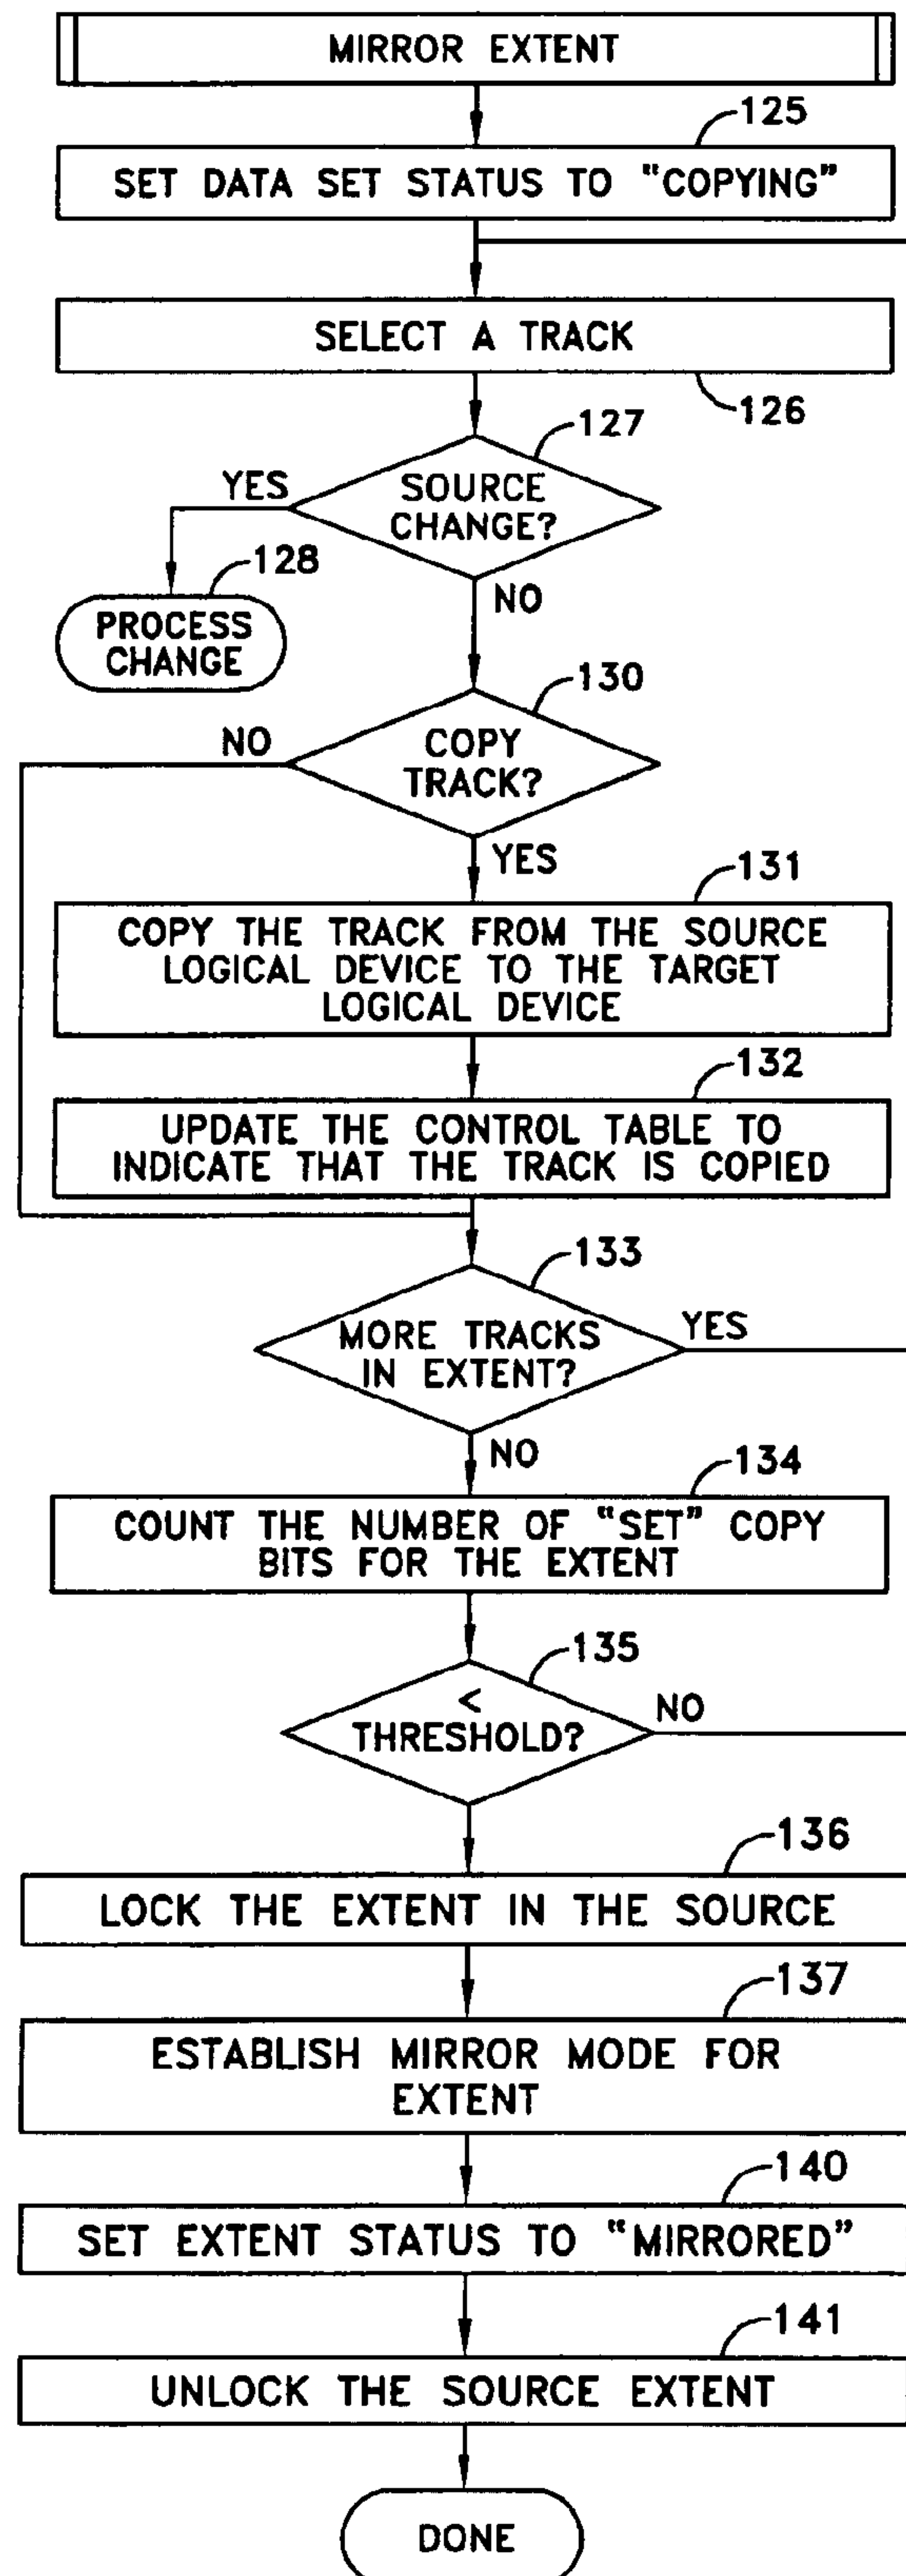 MIRROR EXTENT
125
SET DATA SET STATUS TO "COPYING"
SELECT A TRACK
126
127
YES
SOURCE
CHANGE?
128
NO
PROCESS
CHANGE
130
NO
COPY
TRACK?
YES
131
COPY THE TRACK FROM THE SOURCE
LOGICAL DEVICE TO THE TARGET
LOGICAL DEVICE
132
UPDATE THE CONTROL TABLE TO
INDICATE THAT THE TRACK IS COPIED
133
MORE TRACKS
IN EXTENT?
YES
NO
134
COUNT THE NUMBER OF "SET" COPY
BITS FOR THE EXTENT
135
<
THRESHOLD?
NO
136
LOCK THE EXTENT IN THE SOURCE
137
ESTABLISH MIRROR MODE FOR
EXTENT
140
SET EXTENT STATUS TO "MIRRORED"
141
UNLOCK THE SOURCE EXTENT
DONE